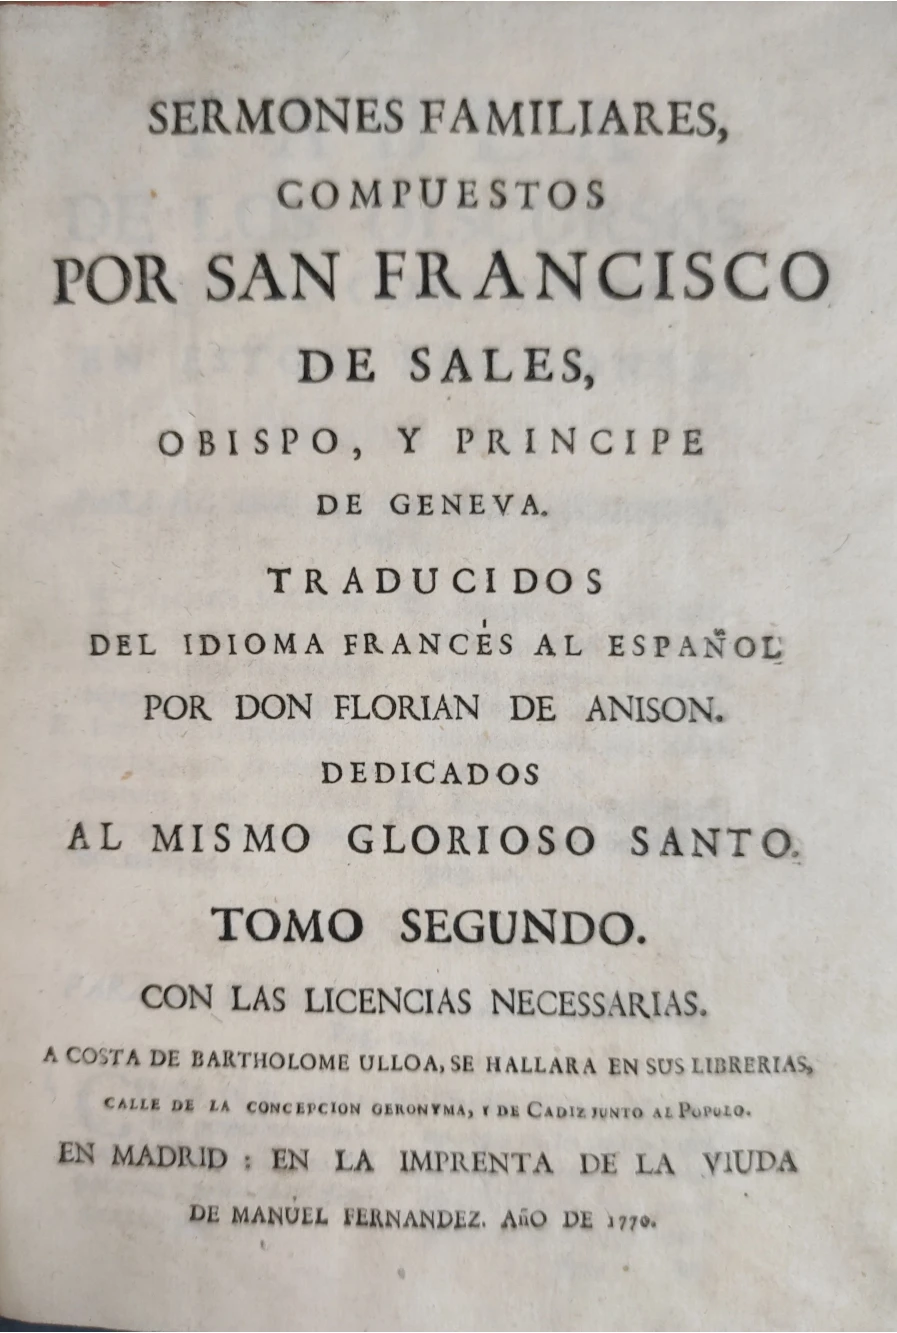 SERMONES FAMILIARES,
COMPUESTOS
POR SAN FRANCISCO
DE SALES,
OBISPO, Y PRINCIPE
DE GENEVA.
TRADUCIDOS
DEL IDIOMA FRANCÉS AL ESPAÑOL
POR DON FLORIAN DE ANISON.
DEDICADOS
AL MISMO GLORIOSO SANTO.
TOMO SEGUNDO.
CON LAS LICENCIAS NECESSARIAS.
A COSTA DE BARTHOLOME ULLOA, SE HALLARA EN SUS LIBRERIAS,
CALLE DE LA CONCEPCION GERONYMA, Y DE CADIZ JUNTO AL POPULO.
EN MADRID : EN LA IMPRENTA DE LA VIUDA
DE MANUEL FERNANDEZ. AñO DE 1770.